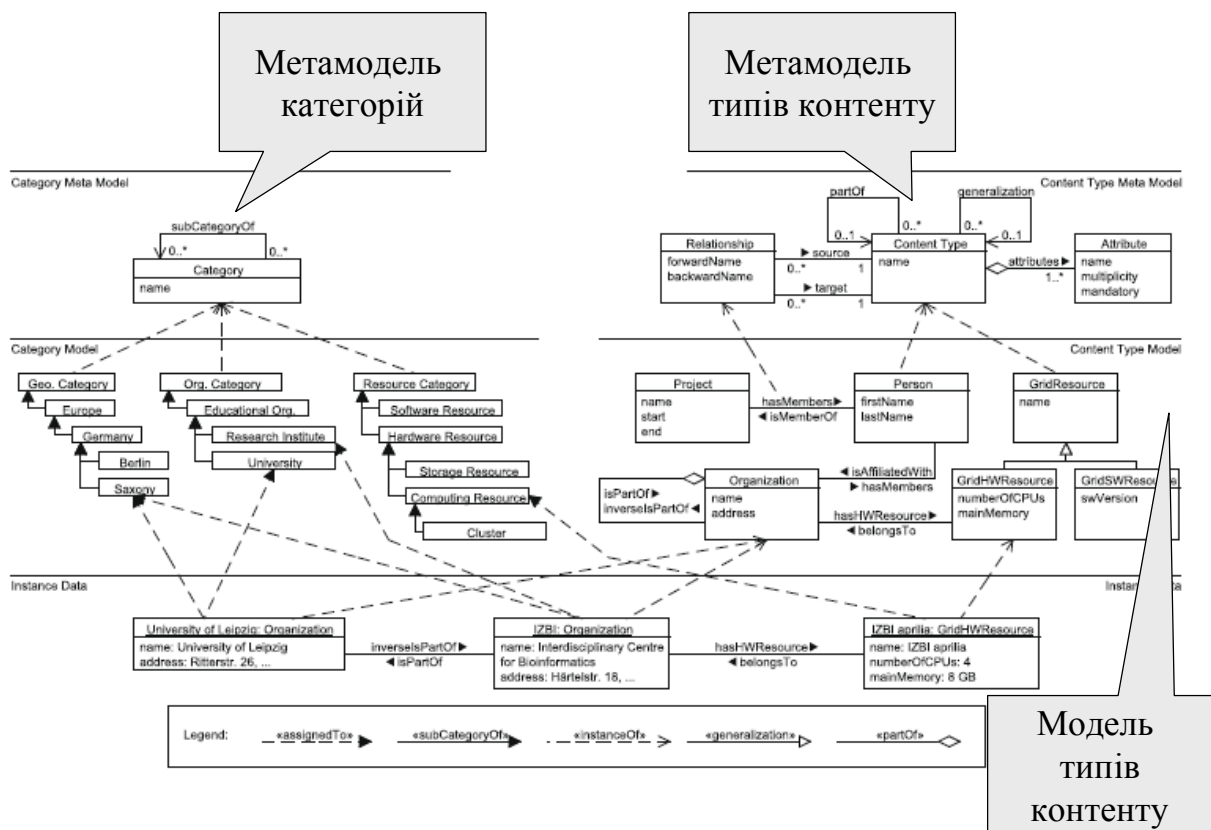 Метамодель
категорій
Метамодель
типів контенту
Category Meta Model
Content Type Meta Model
subCategoryOf
0..*
0..*
Category
name
partOf
generalization
0..1
0..*
0..*
0..1
Relationship
forwardName
backwardName
▶ source
0..*
1
▶ target
0..*
1
Content Type
name
attributes ▶
1..*
Attribute
name
multiplicity
mandatory
Category Model
Content Type Model
Geo. Category
Europe
Germany
Berlin
Saxony
Org. Category
Educational Org.
Research Institute
University
Resource Category
Software Resource
Hardware Resource
Storage Resource
Computing Resource
Cluster
Project
name
start
end
hasMembers▶
◀ isMemberOf
Person
firstName
lastName
GridResource
name
isPartOf ▶
inverseIsPartOf ◀
Organization
name
address
◀ isAffiliatedWith
▶ hasMembers
hasHWResource▶
◀ belongsTo
GridHWResource
numberOfCPUs
mainMemory
GridSWResource
swVersion
Instance Data
University of Leipzig: Organization
name: University of Leipzig
address: Ritterstr. 26, ...
inverseIsPartOf ▶
◀ isPartOf
IZBI: Organization
name: Interdisciplinary Centre
for Bioinformatics
address: Härtelstr. 18, ...
hasHWResource▶
◀ belongsTo
IZBI aprilia: GridHWResource
name: IZBI aprilia
numberOfCPUs: 4
mainMemory: 8 GB
Legend:
«assignedTo»
«subCategoryOf»
«instanceOf»
«generalization»
«partOf»
Модель
типів
контенту